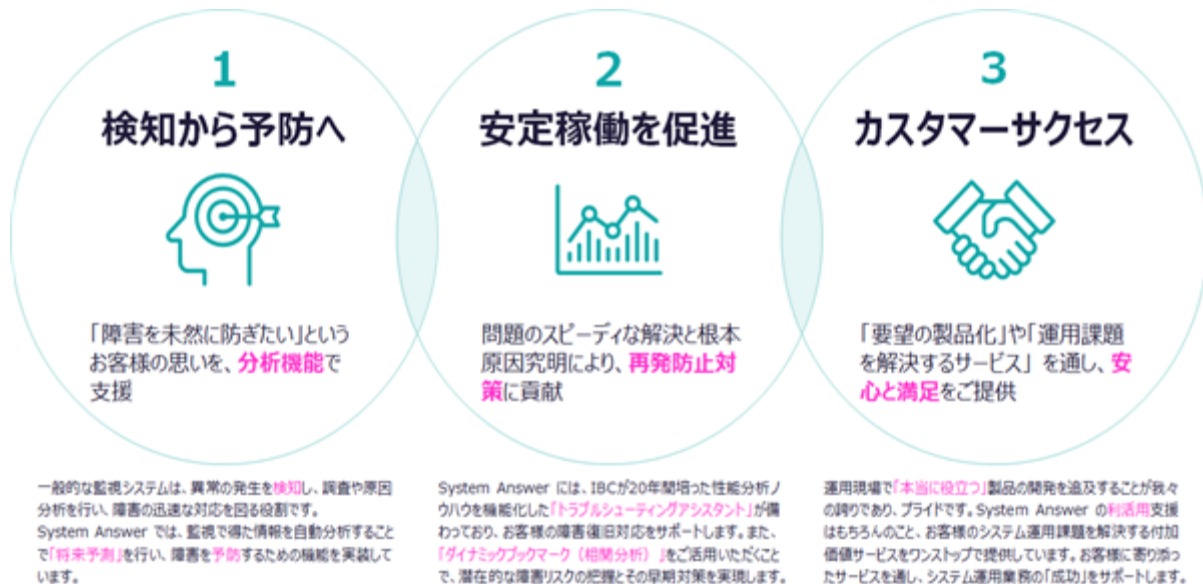 1
検知から予防へ
「障害を未然に防ぎたい」という
お客様の思いを、分析機能で
支援
一般的な監視システムは、異常の発生を検知し、調査や原因
分析を行い、障害の迅速な対応を図る役割です。
System Answer では、監視で得た情報を自動分析すること
で「将来予測」を行い、障害を予防するための機能を実装して
います。
2
安定稼働を促進
問題のスピーディな解決と根本
原因究明により、再発防止対
策に貢献
System Answer には、IBCが20年間培った性能分析ノ
ウハウを機能化した「トラブルシューティングアシスタント」が備
わっており、お客様の障害復旧対応をサポートします。また、
「ダイナミックブックマーク（相関分析）」をご活用いただくこと
で、潜在的な障害リスクの把握とその早期対策を実現します。
3
カスタマーサクセス
「要望の製品化」や「運用課題
を解決するサービス」を通し、安
心と満足をご提供
運用現場で「本当に役立つ」製品の開発を追及することが我々
の誇りであり、プライドです。System Answer の利活用支援
はもちろんのこと、お客様のシステム運用課題を解決する付加
価値サービスをワンストップで提供しています。お客様に寄り添っ
たサービスを通し、システム運用業務の「成功」をサポートします